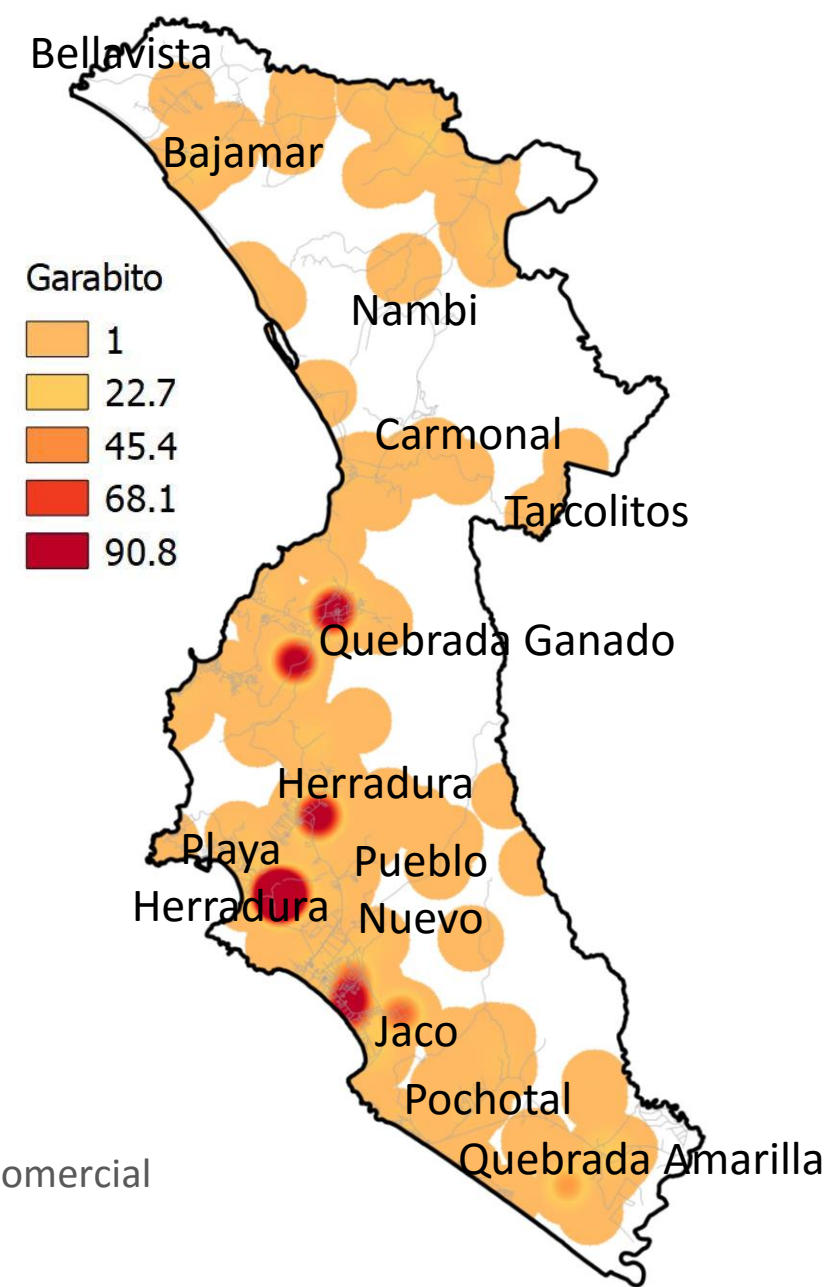 Bellavista
Bajamar
Garabito
1
22.7
45.4
68.1
90.8
Nambi
Carmonal
Tarcolitos
Quebrada Ganado
Herradura
Playa
Herradura
Pueblo
Nuevo
Jaco
Pochotal
Quebrada Amarilla
omercial